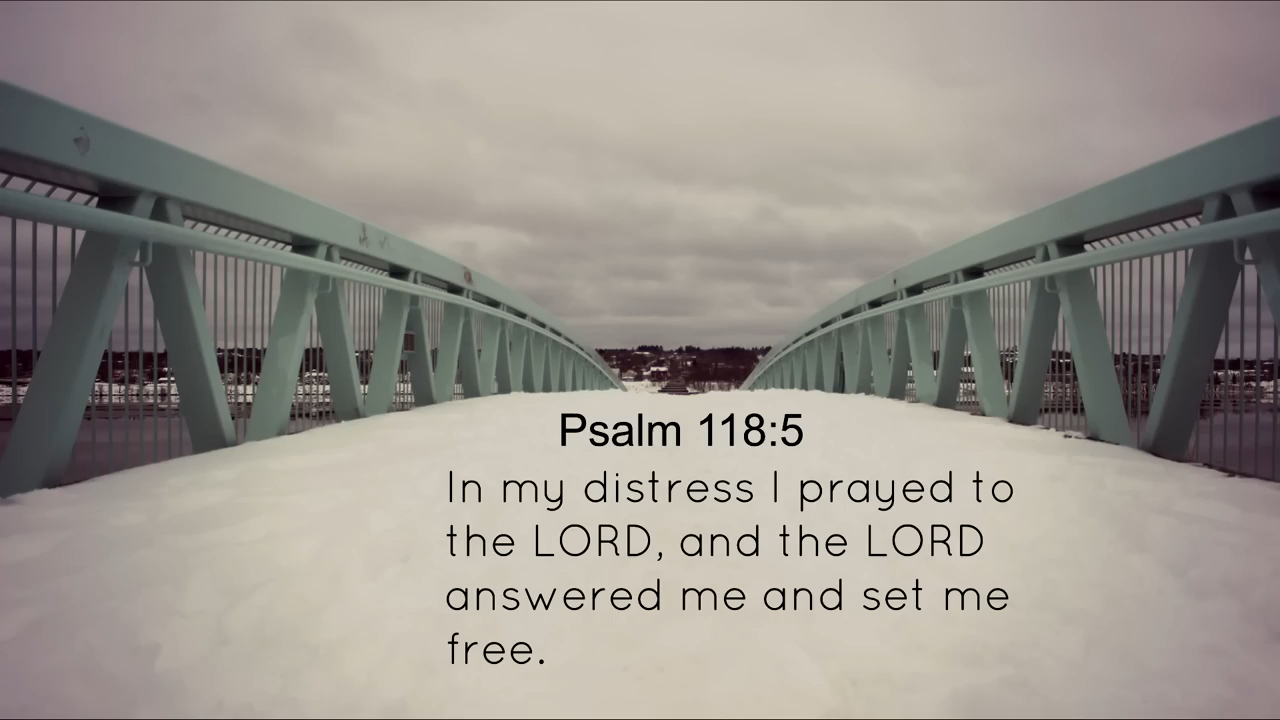 Psalm 118:5
In my distress I prayed to
the LORD, and the LORD
answered me and set me
free.